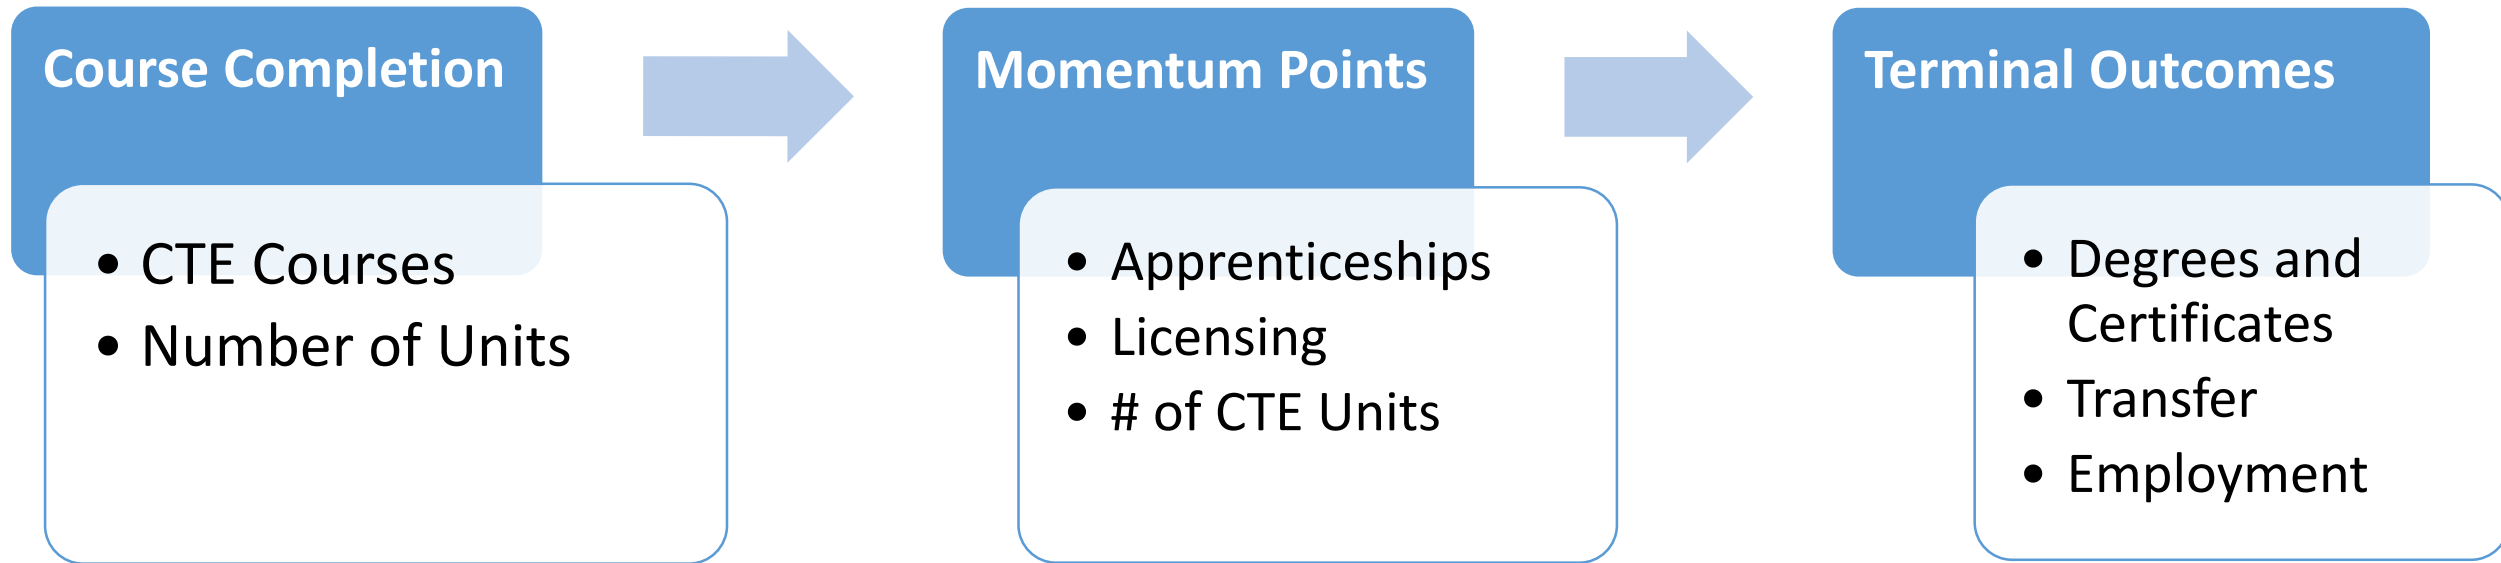 Course Completion
• CTE Courses
• Number of Units
Momentum Points
• Apprenticeships
• Licensing
• # of CTE Units
Terminal Outcomes
• Degrees and
Certificates
• Transfer
• Employment